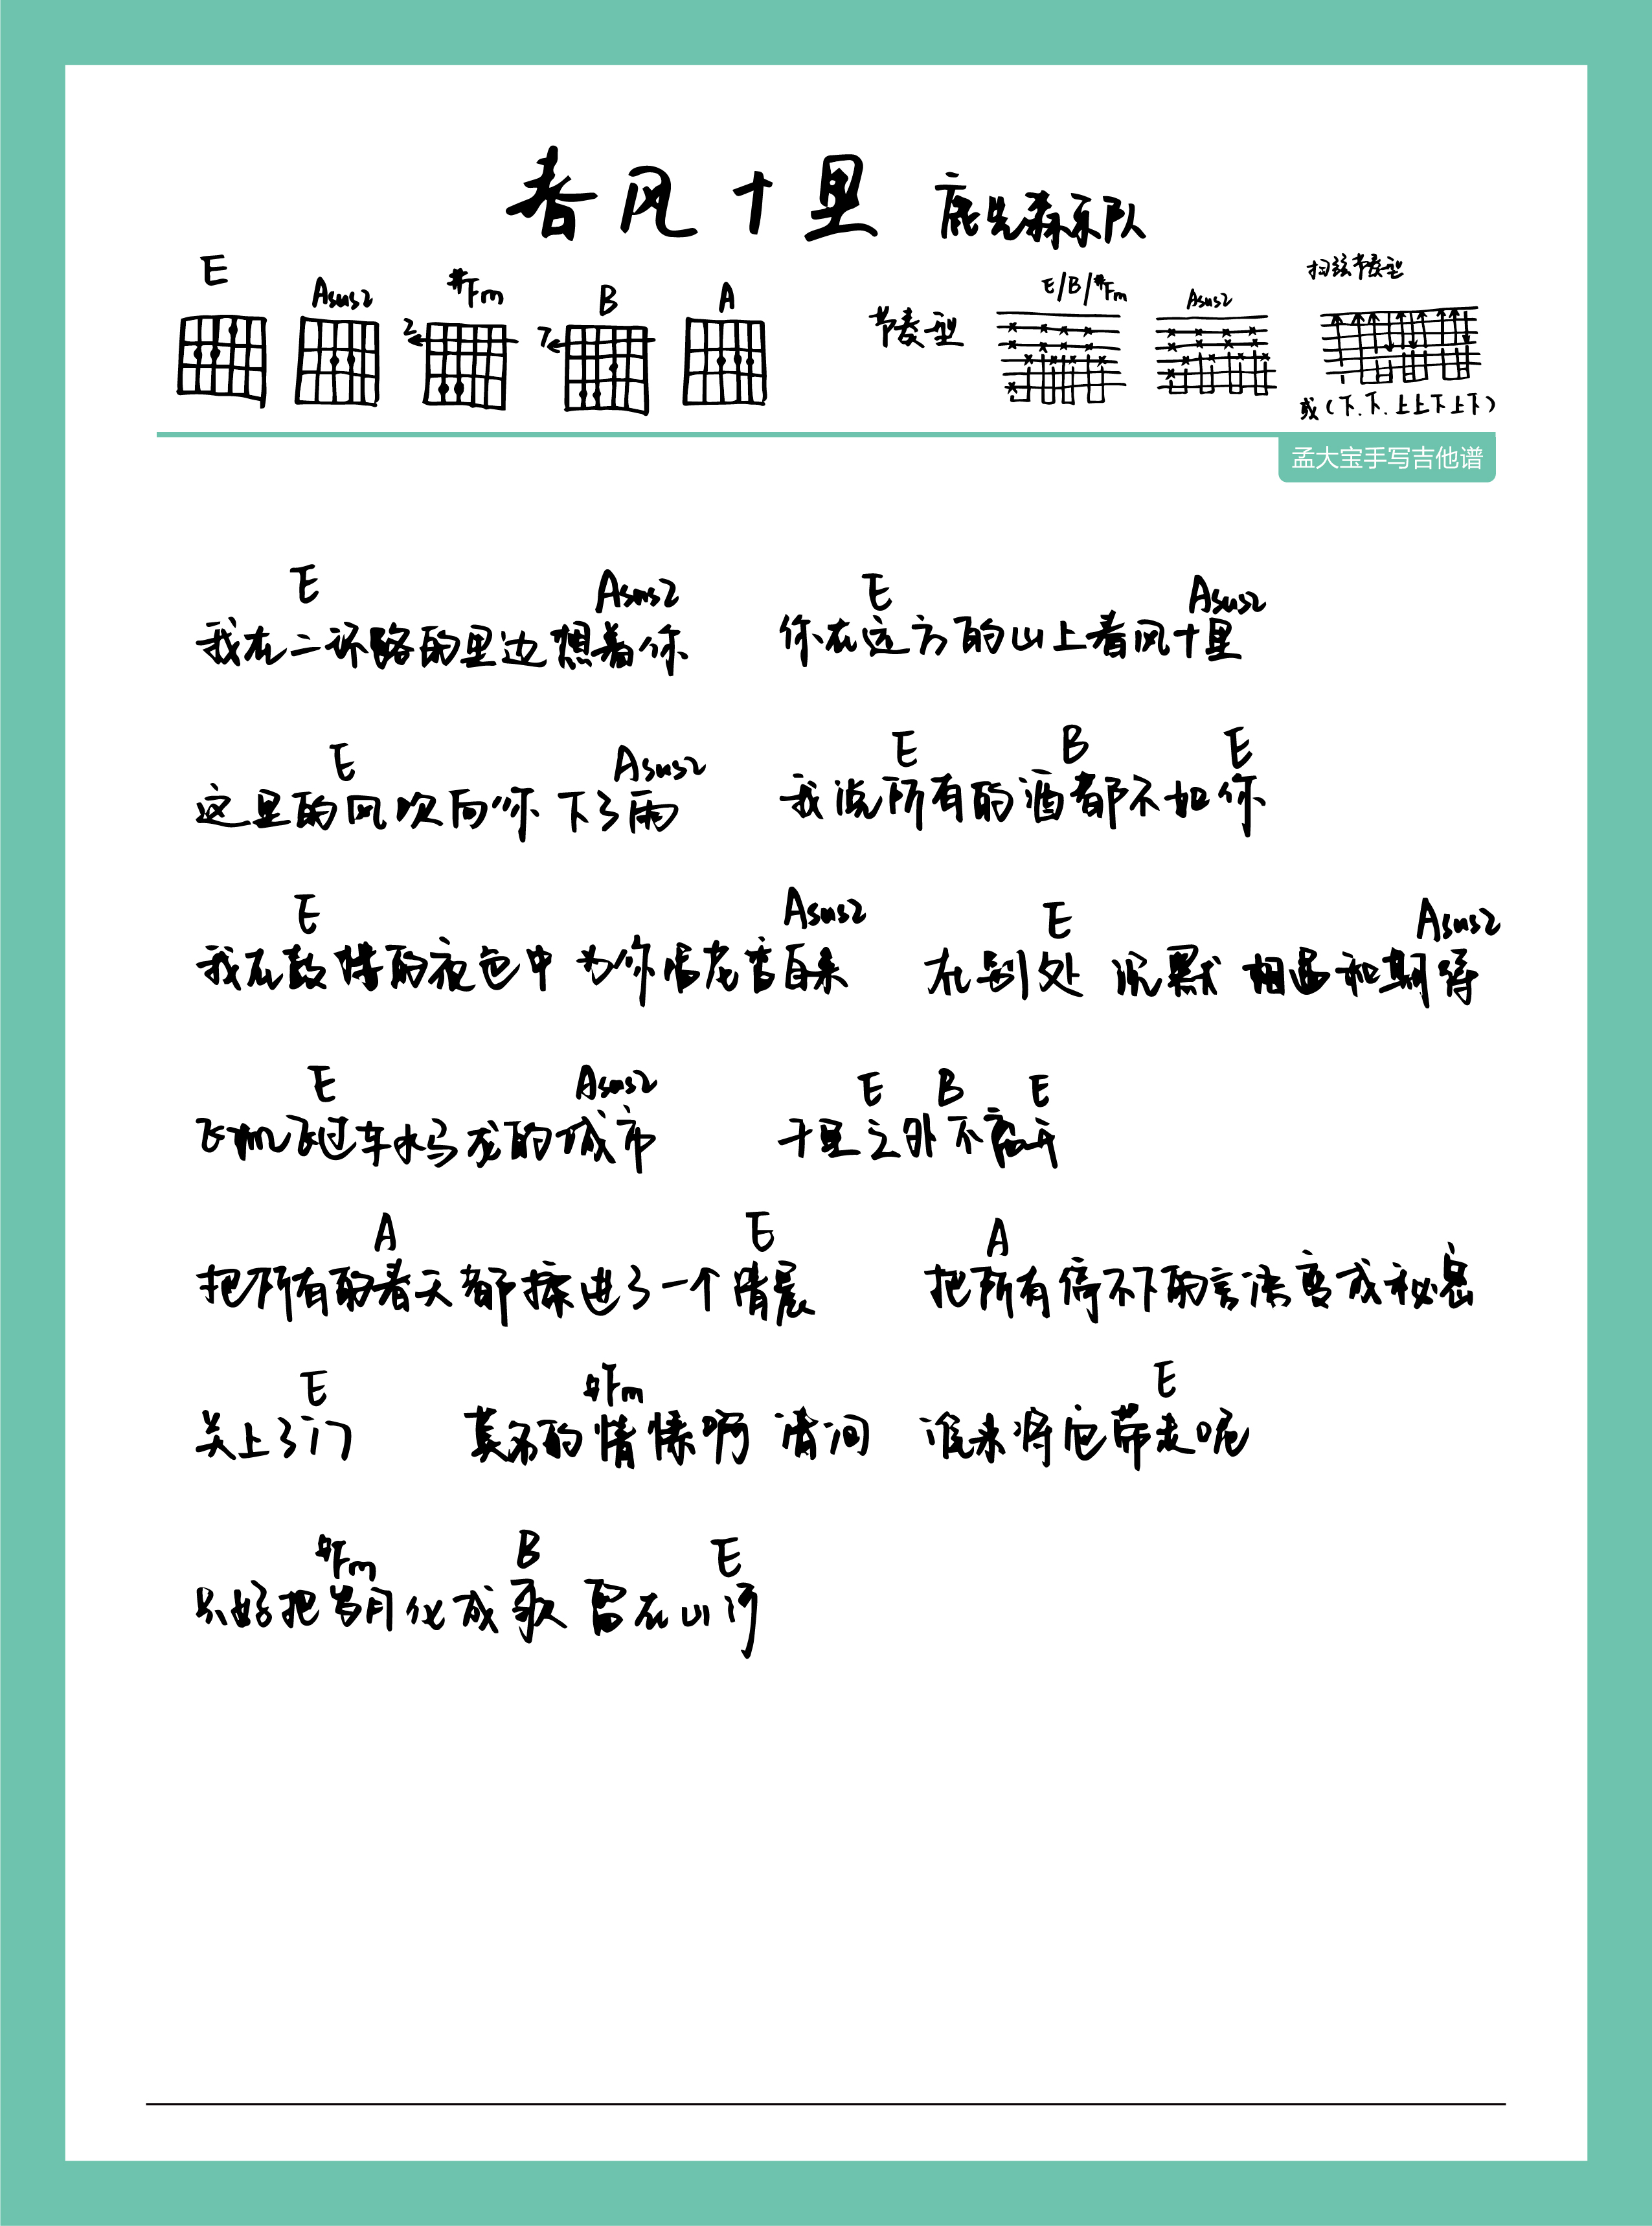 春风十里 鹿先森乐队
E Asus2 #Fm B A
2 7
节奏型 E/B/#Fm Asus2 扫弦节奏型
或(下.下.上上下上下)
孟大宝手写吉他谱
E Asus2 E Asus2
我在二环路的里边想着你 你在远方的山上春风十里
E Asus2 E B E
这里的风吹向你下了雨 我说所有的酒都不如你
E Asus2 E Asus2
我在鼓楼的夜色中 为你唱花香自来 在别处 沉默 相遇和期待
E Asus2 E B E
飞机飞过车水马龙的城市 千里之外不离开
A E A
把所有的春天都揉进了一个清晨 把所有停不下的言语变成秘密
E #Fm E
关上了门 莫名的情愫啊 请问 谁来将它带走呢
#Fm B E
只好把岁月化成歌 留在山河